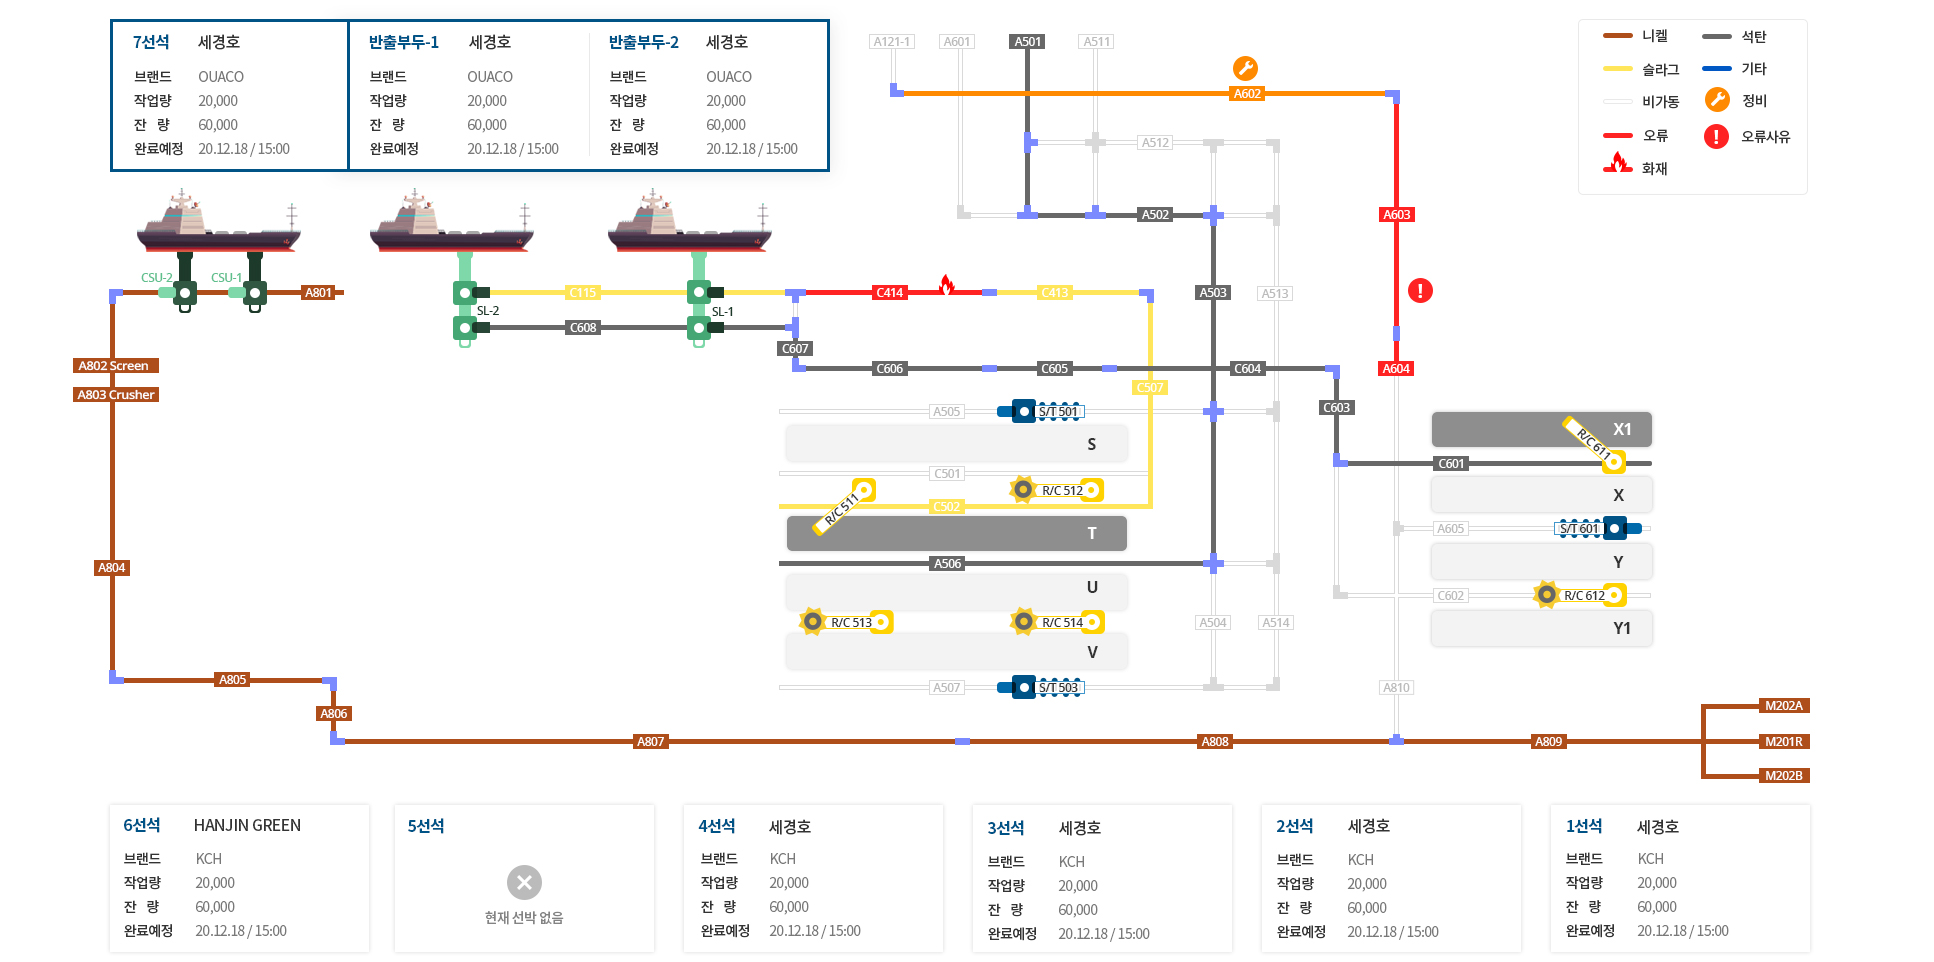 7선석 세경호
브랜드 OUACO
작업량 20,000
잔 량 60,000
완료예정 20.12.18 / 15:00
반출부두-1 세경호
브랜드 OUACO
작업량 20,000
잔 량 60,000
완료예정 20.12.18 / 15:00
반출부두-2 세경호
브랜드 OUACO
작업량 20,000
잔 량 60,000
완료예정 20.12.18 / 15:00
A121-1 A601 A501 A511
니켈 석탄
슬라그 기타
비가동 정비
오류 오류사유
화재
A602
A512
A502
A603
CSU-2 CSU-1
A801
C115
C414
C413
A503
A513
SL-2
SL-1
C608
C607
A802 Screen
A803 Crusher
C606
C605
C604
A604
C507
C603
A505
S/T 501
S
X1
R/C 611
C601
C501
R/C 511
R/C 512
C502
X
T
A605
S/T 601
A506
Y
A804
U
C602
R/C 612
R/C 513
R/C 514
A504
A514
Y1
V
A805
A507
S/T 503
A810
A806
M202A
A807
A808
A809
M201R
M202B
6선석 HANJIN GREEN
브랜드 KCH
작업량 20,000
잔 량 60,000
완료예정 20.12.18 / 15:00
5선석
현재 선박 없음
4선석 세경호
브랜드 KCH
작업량 20,000
잔 량 60,000
완료예정 20.12.18 / 15:00
3선석 세경호
브랜드 KCH
작업량 20,000
잔 량 60,000
완료예정 20.12.18 / 15:00
2선석 세경호
브랜드 KCH
작업량 20,000
잔 량 60,000
완료예정 20.12.18 / 15:00
1선석 세경호
브랜드 KCH
작업량 20,000
잔 량 60,000
완료예정 20.12.18 / 15:00